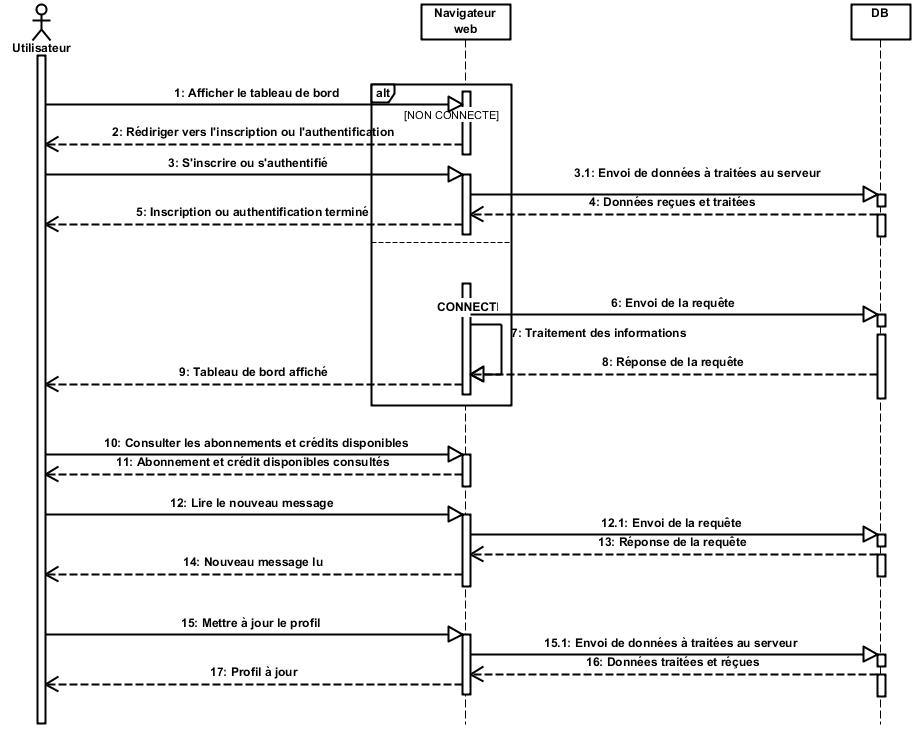 Utilisateur
Navigateur
web
DB
alt
1: Afficher le tableau de bord
[NON CONNECTE]
2: Rédiriger vers l'inscription ou l'authentification
3: S'inscrire ou s'authentifié
3.1: Envoi de données à traitées au serveur
4: Données reçues et traitées
5: Inscription ou authentification terminé
CONNECT
6: Envoi de la requête
7: Traitement des informations
8: Réponse de la requête
9: Tableau de bord affiché
10: Consulter les abonnements et crédits disponibles
11: Abonnement et crédit disponibles consultés
12: Lire le nouveau message
12.1: Envoi de la requête
13: Réponse de la requête
14: Nouveau message lu
15: Mettre à jour le profil
15.1: Envoi de données à traitées au serveur
16: Données traitées et réçues
17: Profil à jour